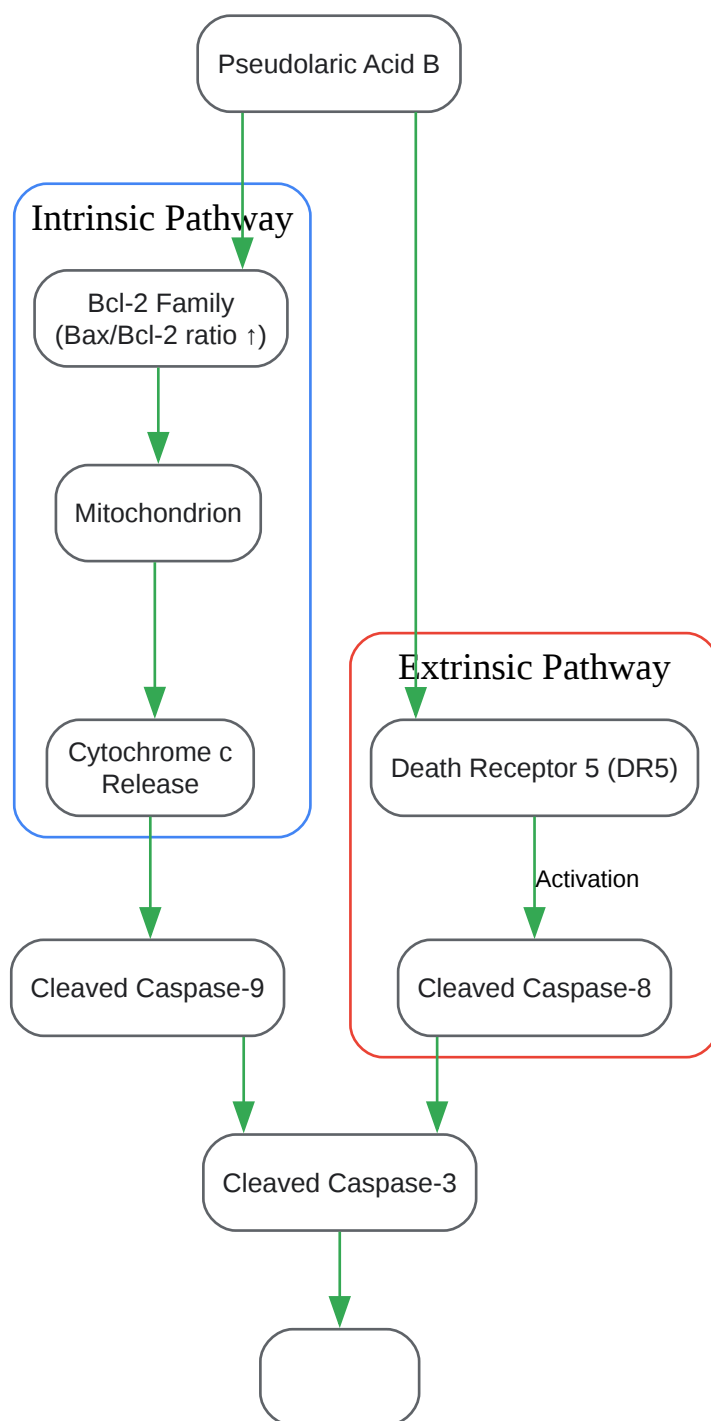 Pseudolaric Acid B
Intrinsic Pathway
Bcl-2 Family
(Bax/Bcl-2 ratio ↑)
Mitochondrion
Extrinsic Pathway
Cytochrome c
Release
Death Receptor 5 (DR5)
Activation
Cleaved Caspase-9
Cleaved Caspase-8
Cleaved Caspase-3